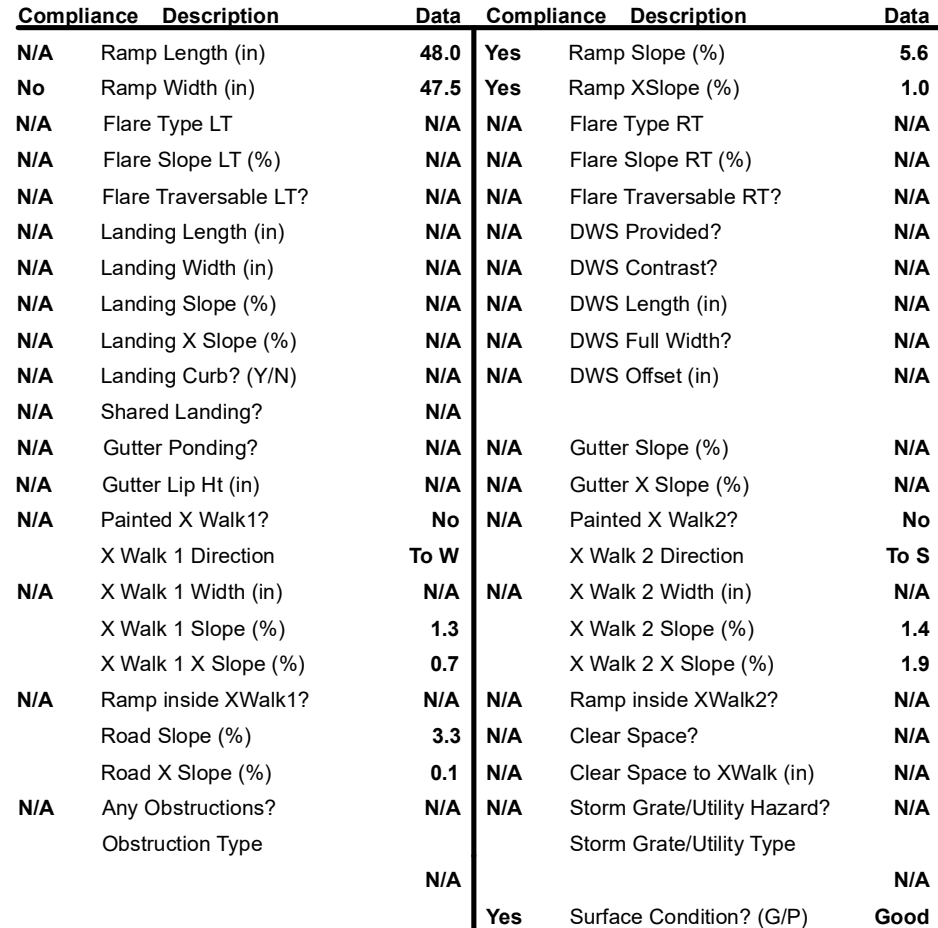 Compliance Description Data Compliance Description Data
N/A Ramp Length (in) 48.0 Yes Ramp Slope (%) 5.6
No Ramp Width (in) 47.5 Yes Ramp XSlope (%) 1.0
N/A Flare Type LT N/A N/A Flare Type RT N/A
N/A Flare Slope LT (%) N/A N/A Flare Slope RT (%) N/A
N/A Flare Traversable LT? N/A N/A Flare Traversable RT? N/A
N/A Landing Length (in) N/A N/A DWS Provided? N/A
N/A Landing Width (in) N/A N/A DWS Contrast? N/A
N/A Landing Slope (%) N/A N/A DWS Length (in) N/A
N/A Landing X Slope (%) N/A N/A DWS Full Width? N/A
N/A Landing Curb? (Y/N) N/A N/A DWS Offset (in) N/A
N/A Shared Landing? N/A
N/A Gutter Ponding? N/A N/A Gutter Slope (%) N/A
N/A Gutter Lip Ht (in) N/A N/A Gutter X Slope (%) N/A
N/A Painted X Walk1? No N/A Painted X Walk2? No
X Walk 1 Direction To W X Walk 2 Direction To S
N/A X Walk 1 Width (in) N/A N/A X Walk 2 Width (in) N/A
X Walk 1 Slope (%) 1.3 X Walk 2 Slope (%) 1.4
X Walk 1 X Slope (%) 0.7 X Walk 2 X Slope (%) 1.9
N/A Ramp inside XWalk1? N/A N/A Ramp inside XWalk2? N/A
Road Slope (%) 3.3 N/A Clear Space? N/A
Road X Slope (%) 0.1 N/A Clear Space to XWalk (in) N/A
N/A Any Obstructions? N/A N/A Storm Grate/Utility Hazard? N/A
Obstruction Type Storm Grate/Utility Type
N/A N/A
Yes Surface Condition? (G/P) Good